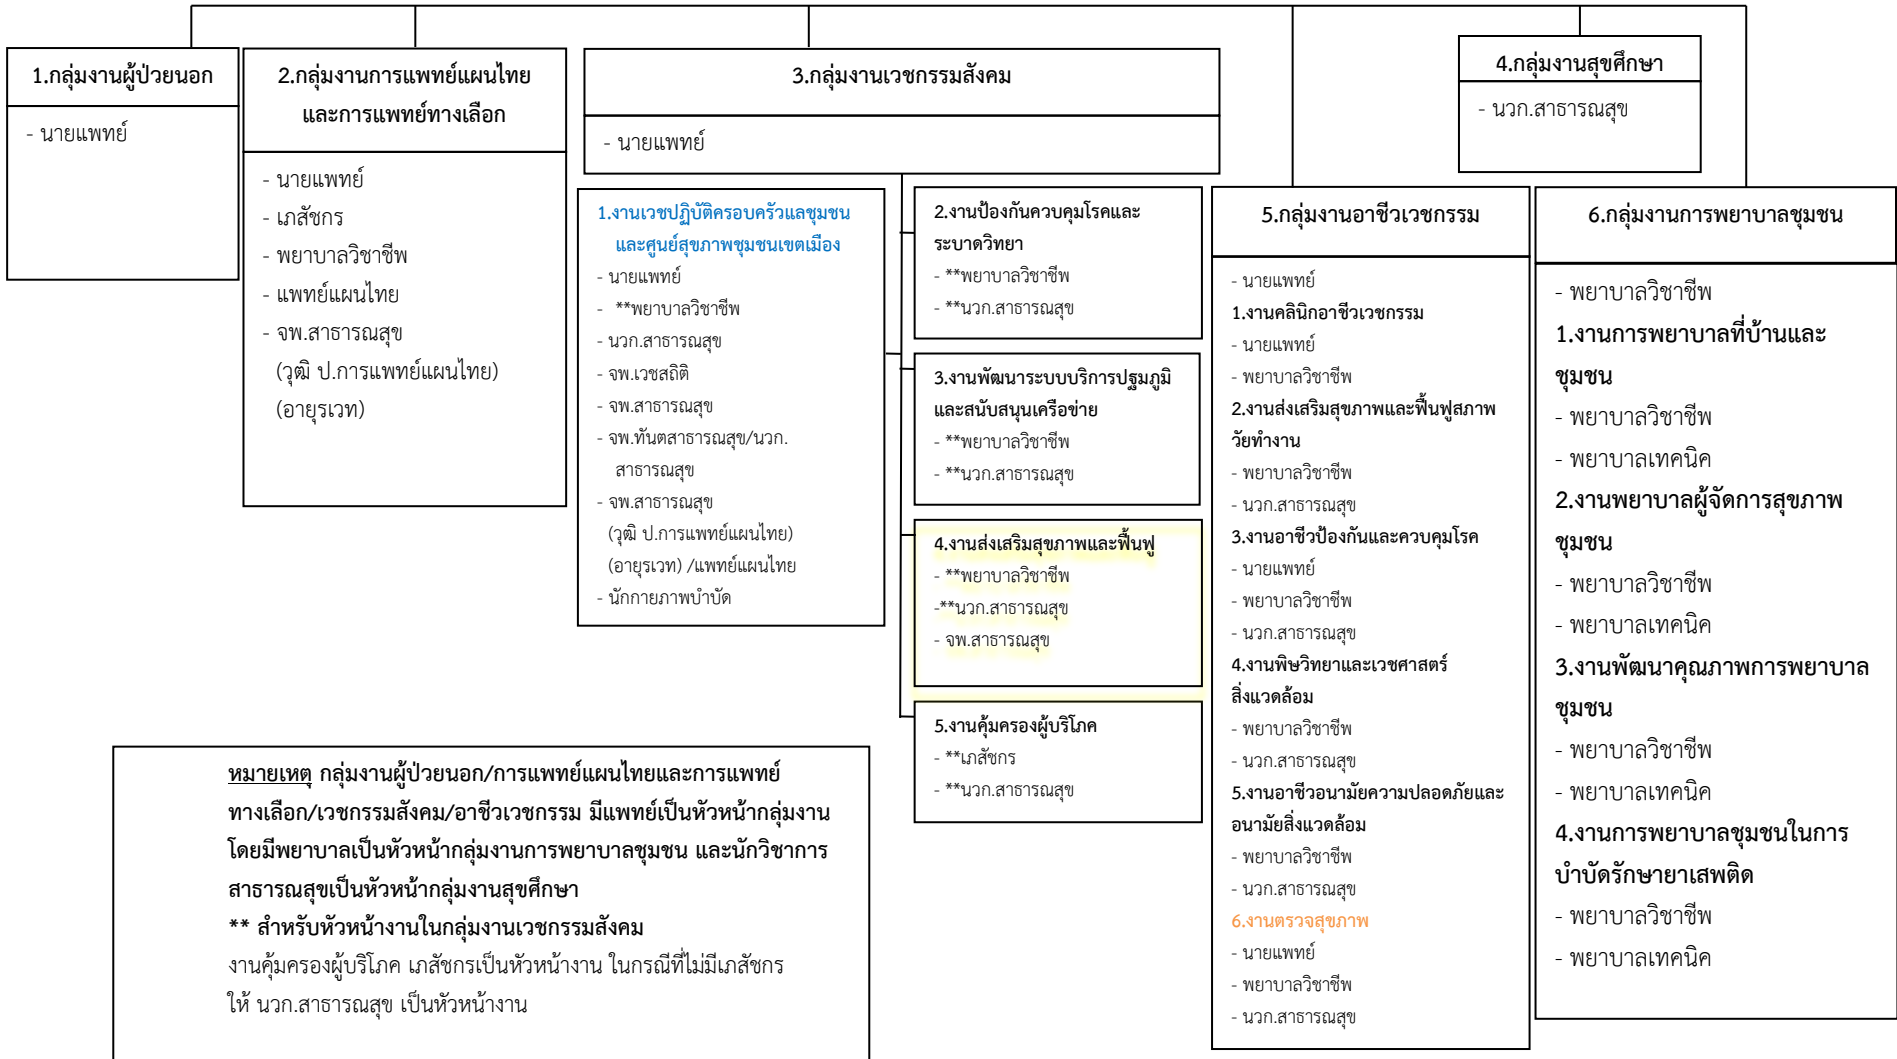 1.กลุ่มงานผู้ป่วยนอก
- นายแพทย์
2.กลุ่มงานการแพทย์แผนไทย
และการแพทย์ทางเลือก
- นายแพทย์
- เภสัชกร
- พยาบาลวิชาชีพ
- แพทย์แผนไทย
- จพ.สาธารณสุข
(วุฒิ ป.การแพทย์แผนไทย)
(อายุรเวท)
3.กลุ่มงานเวชกรรมสังคม
- นายแพทย์
1.งานเวชปฏิบัติครอบครัวแลชุมชน
และศูนย์สุขภาพชุมชนเขตเมือง
- นายแพทย์
- **พยาบาลวิชาชีพ
- นวก.สาธารณสุข
- จพ.เวชสถิติ
- จพ.สาธารณสุข
- จพ.ทันตสาธารณสุข/นวก.
สาธารณสุข
- จพ.สาธารณสุข
(วุฒิ ป.การแพทย์แผนไทย)
(อายุรเวท) /แพทย์แผนไทย
- นักกายภาพบำบัด
2.งานป้องกันควบคุมโรคและ
ระบาดวิทยา
- **พยาบาลวิชาชีพ
- **นวก.สาธารณสุข
3.งานพัฒนาระบบบริการปฐมภูมิ
และสนับสนุนเครือข่าย
- **พยาบาลวิชาชีพ
- **นวก.สาธารณสุข
4.งานส่งเสริมสุขภาพและฟื้นฟู
- **พยาบาลวิชาชีพ
-**นวก.สาธารณสุข
- จพ.สาธารณสุข
5.งานคุ้มครองผู้บริโภค
- **เภสัชกร
- **นวก.สาธารณสุข
4.กลุ่มงานสุขศึกษา
- นวก.สาธารณสุข
5.กลุ่มงานอาชีวเวชกรรม
- นายแพทย์
1.งานคลินิกอาชีวเวชกรรม
- นายแพทย์
- พยาบาลวิชาชีพ
2.งานส่งเสริมสุขภาพและฟื้นฟูสภาพ
วัยทำงาน
- พยาบาลวิชาชีพ
- นวก.สาธารณสุข
3.งานอาชีวป้องกันและควบคุมโรค
- นายแพทย์
- พยาบาลวิชาชีพ
- นวก.สาธารณสุข
4.งานพิษวิทยาและเวชศาสตร์
สิ่งแวดล้อม
- พยาบาลวิชาชีพ
- นวก.สาธารณสุข
5.งานอาชีวอนามัยความปลอดภัยและ
อนามัยสิ่งแวดล้อม
- พยาบาลวิชาชีพ
- นวก.สาธารณสุข
6.งานตรวจสุขภาพ
- นายแพทย์
- พยาบาลวิชาชีพ
- นวก.สาธารณสุข
6.กลุ่มงานการพยาบาลชุมชน
- พยาบาลวิชาชีพ
1.งานการพยาบาลที่บ้านและ
ชุมชน
- พยาบาลวิชาชีพ
- พยาบาลเทคนิค
2.งานพยาบาลผู้จัดการสุขภาพ
ชุมชน
- พยาบาลวิชาชีพ
- พยาบาลเทคนิค
3.งานพัฒนาคุณภาพการพยาบาล
ชุมชน
- พยาบาลวิชาชีพ
- พยาบาลเทคนิค
4.งานการพยาบาลชุมชนในการ
บำบัดรักษายาเสพติด
- พยาบาลวิชาชีพ
- พยาบาลเทคนิค
หมายเหตุ กลุ่มงานผู้ป่วยนอก/การแพทย์แผนไทยและการแพทย์
ทางเลือก/เวชกรรมสังคม/อาชีวเวชกรรม มีแพทย์เป็นหัวหน้ากลุ่มงาน
โดยมีพยาบาลเป็นหัวหน้ากลุ่มงานการพยาบาลชุมชน และนักวิชาการ
สาธารณสุขเป็นหัวหน้ากลุ่มงานสุขศึกษา
** สำหรับหัวหน้างานในกลุ่มงานเวชกรรมสังคม
งานคุ้มครองผู้บริโภค เภสัชกรเป็นหัวหน้างาน ในกรณีที่ไม่มีเภสัชกร
ให้ นวก.สาธารณสุข เป็นหัวหน้างาน